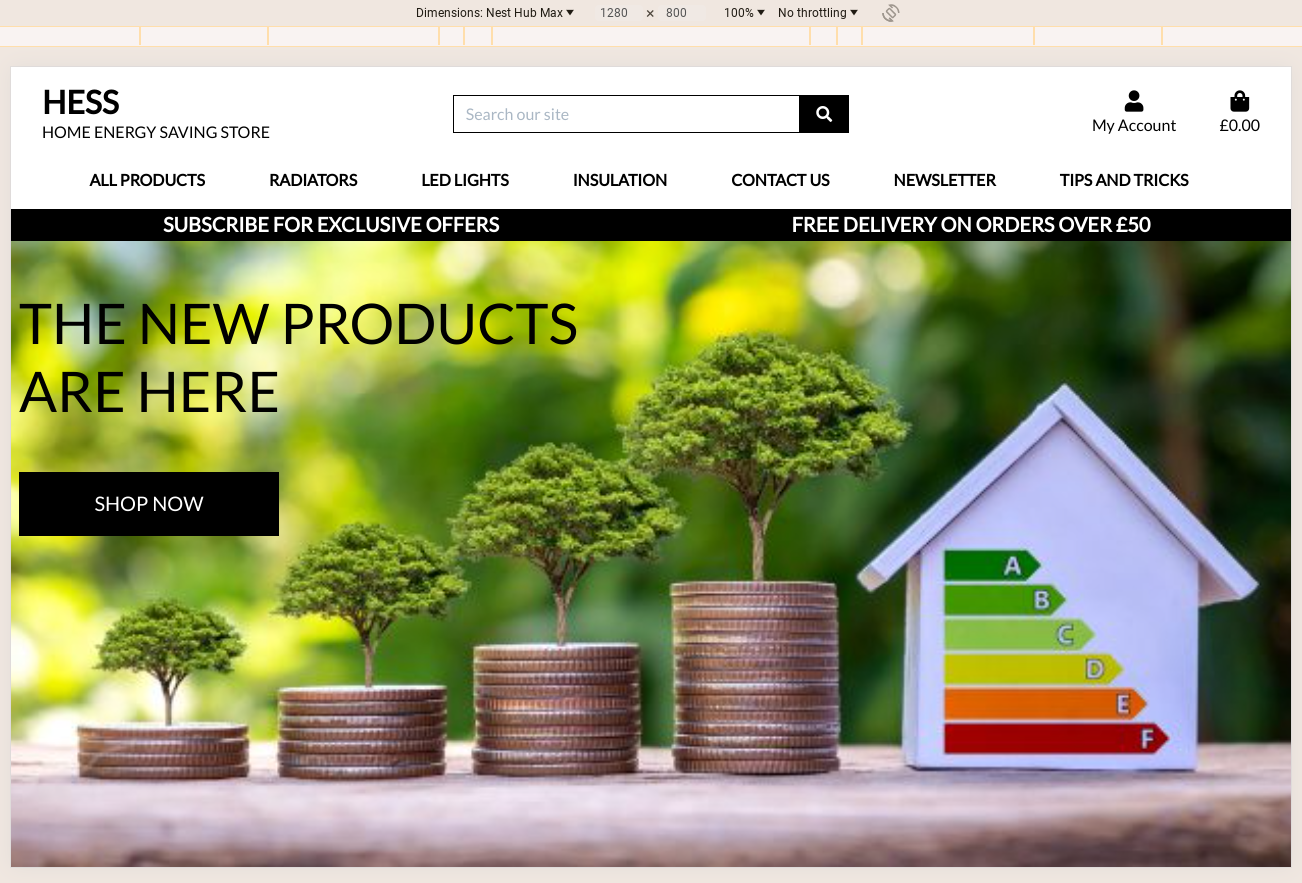 Dimensions: Nest Hub Max 1280 × 800 100% No throttling
HESS
HOME ENERGY SAVING STORE
Search our site
My Account
£0.00
ALL PRODUCTS RADIATORS LED LIGHTS INSULATION CONTACT US NEWSLETTER TIPS AND TRICKS
SUBSCRIBE FOR EXCLUSIVE OFFERS FREE DELIVERY ON ORDERS OVER £50
THE NEW PRODUCTS
ARE HERE
SHOP NOW
A
B
C
D
E
F